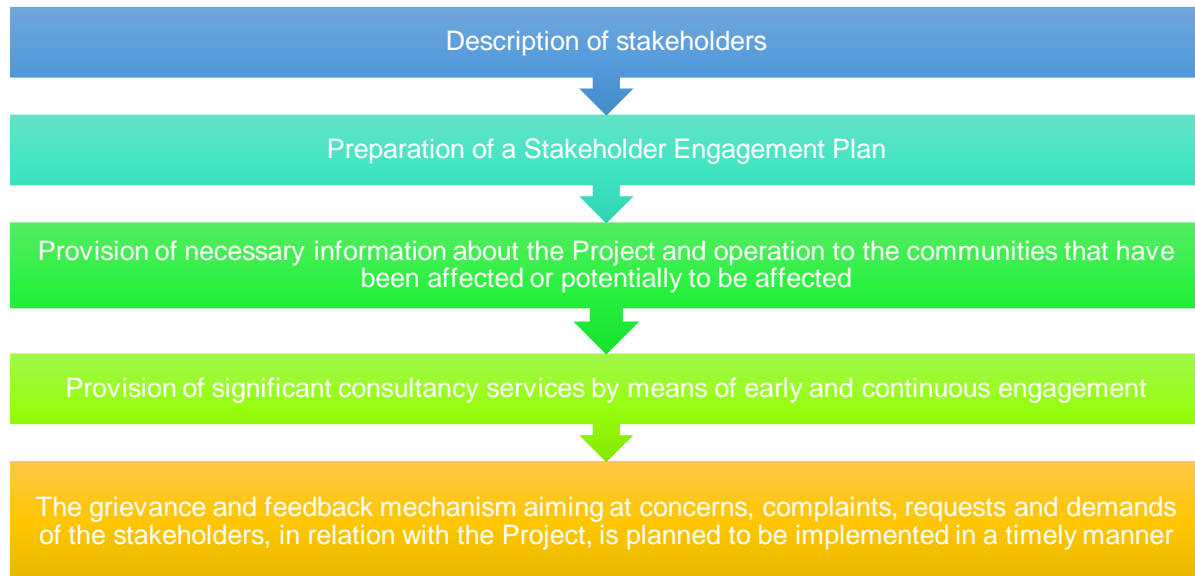 Description of stakeholders
Preparation of a Stakeholder Engagement Plan
Provision of necessary information about the Project and operation to the communities that have
been affected or potentially to be affected
Provision of significant consultancy services by means of early and continuous engagement
The grievance and feedback mechanism aiming at concerns, complaints, requests and demands
of the stakeholders, in relation with the Project, is planned to be implemented in a timely manner